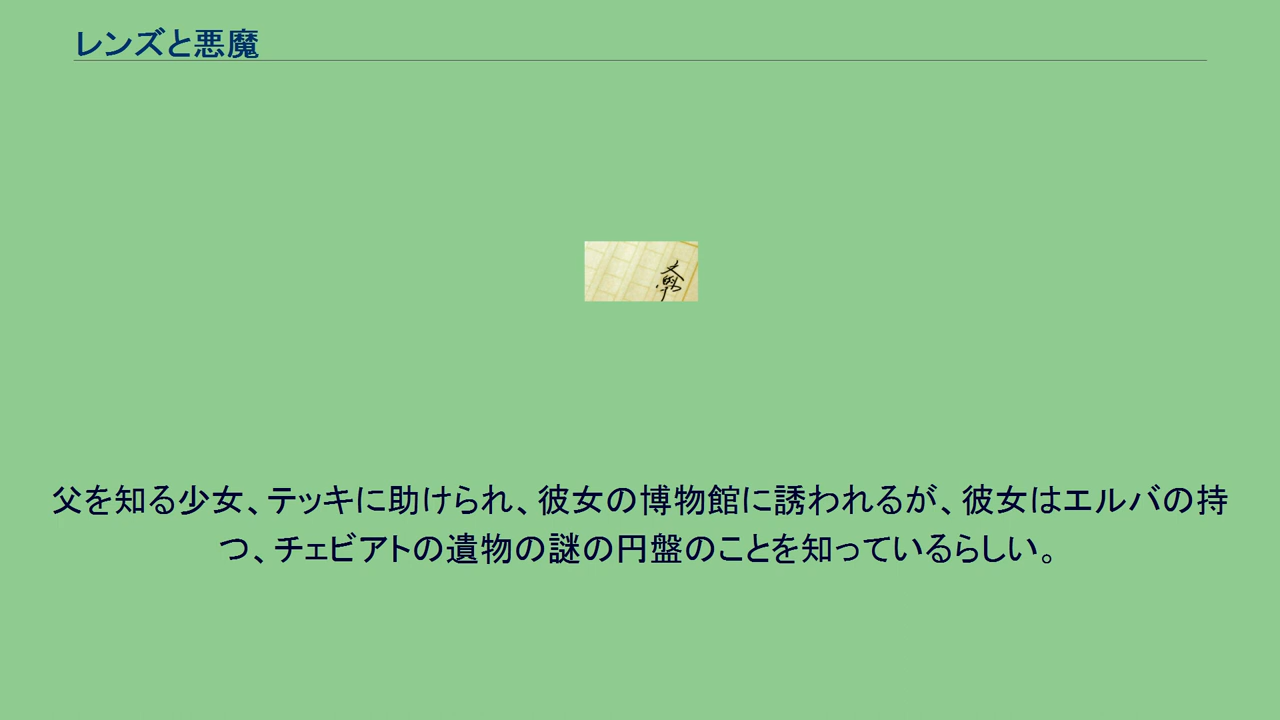 レンズと悪魔
父を知る少女、テッキに助けられ、彼女の博物館に誘われるが、彼女はエルバの持
つ、チェビアトの遺物の謎の円盤のことを知っているらしい。